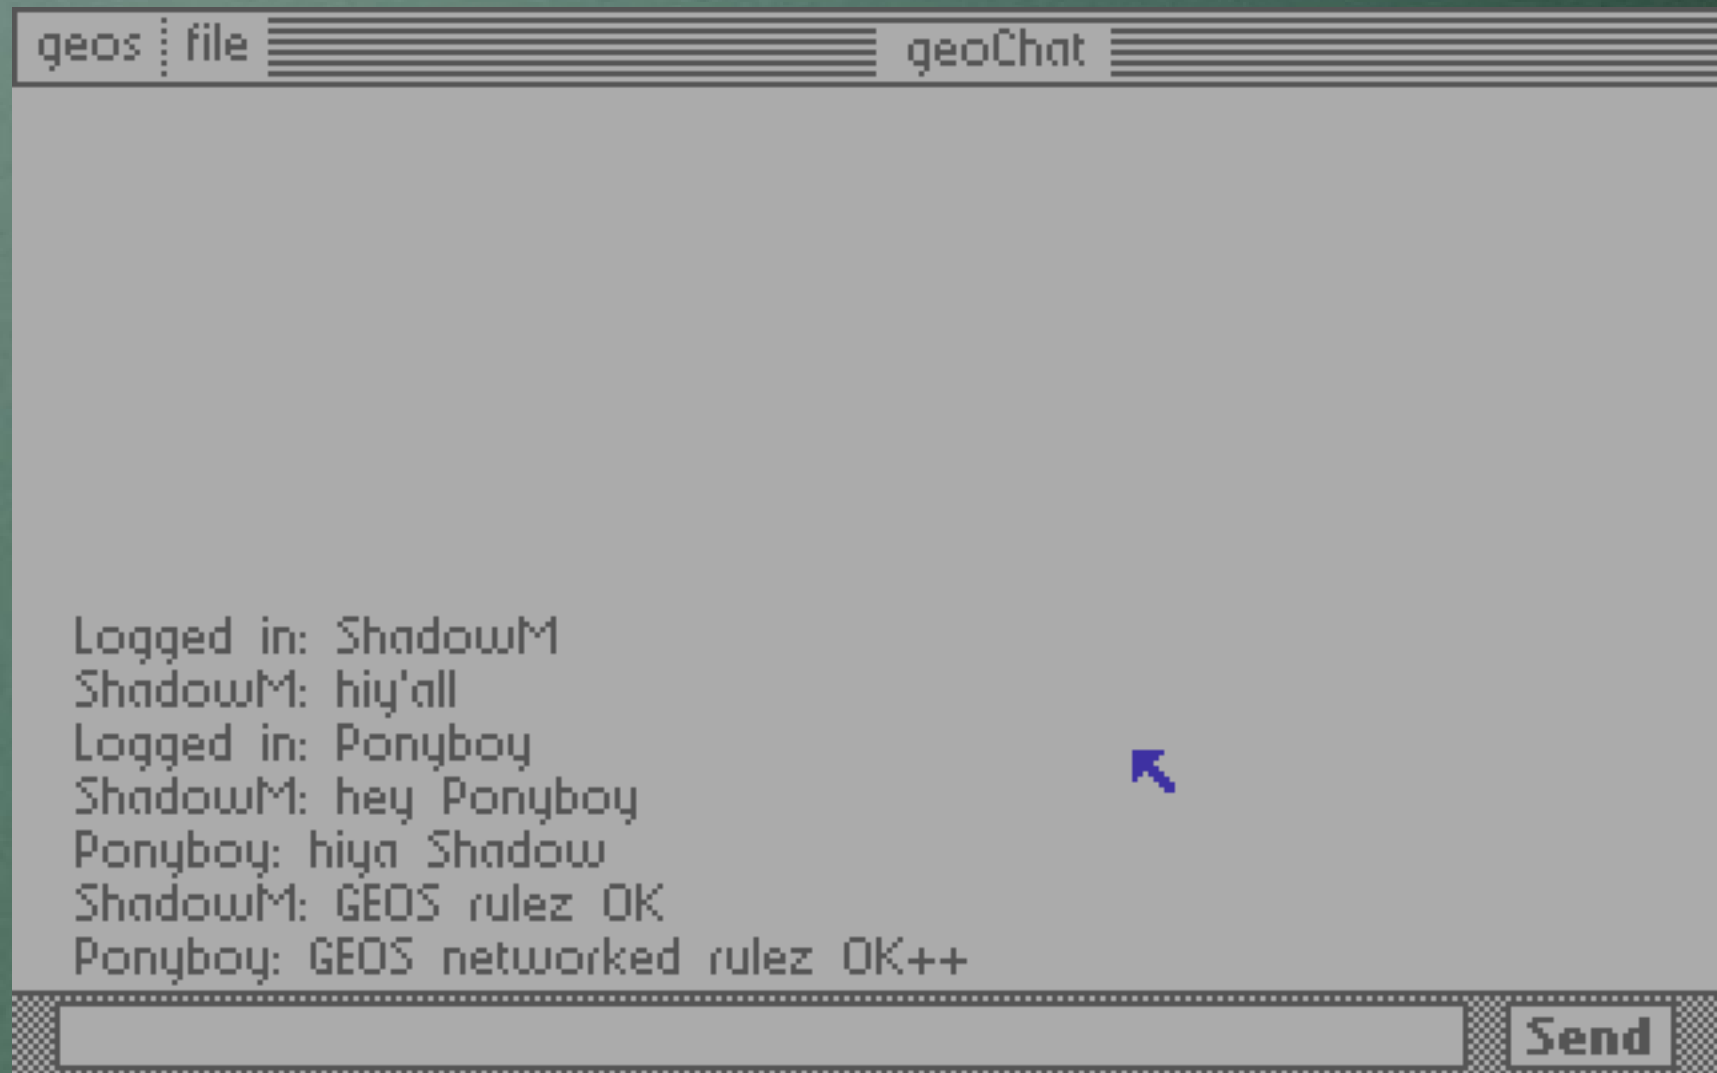 geos file geoChat
Logged in: ShadowM
ShadowM: hiy'all
Logged in: Ponyboy
ShadowM: hey Ponyboy
Ponyboy: hiya Shadow
ShadowM: GEOS rulez OK
Ponyboy: GEOS networked rulez OK++
Send